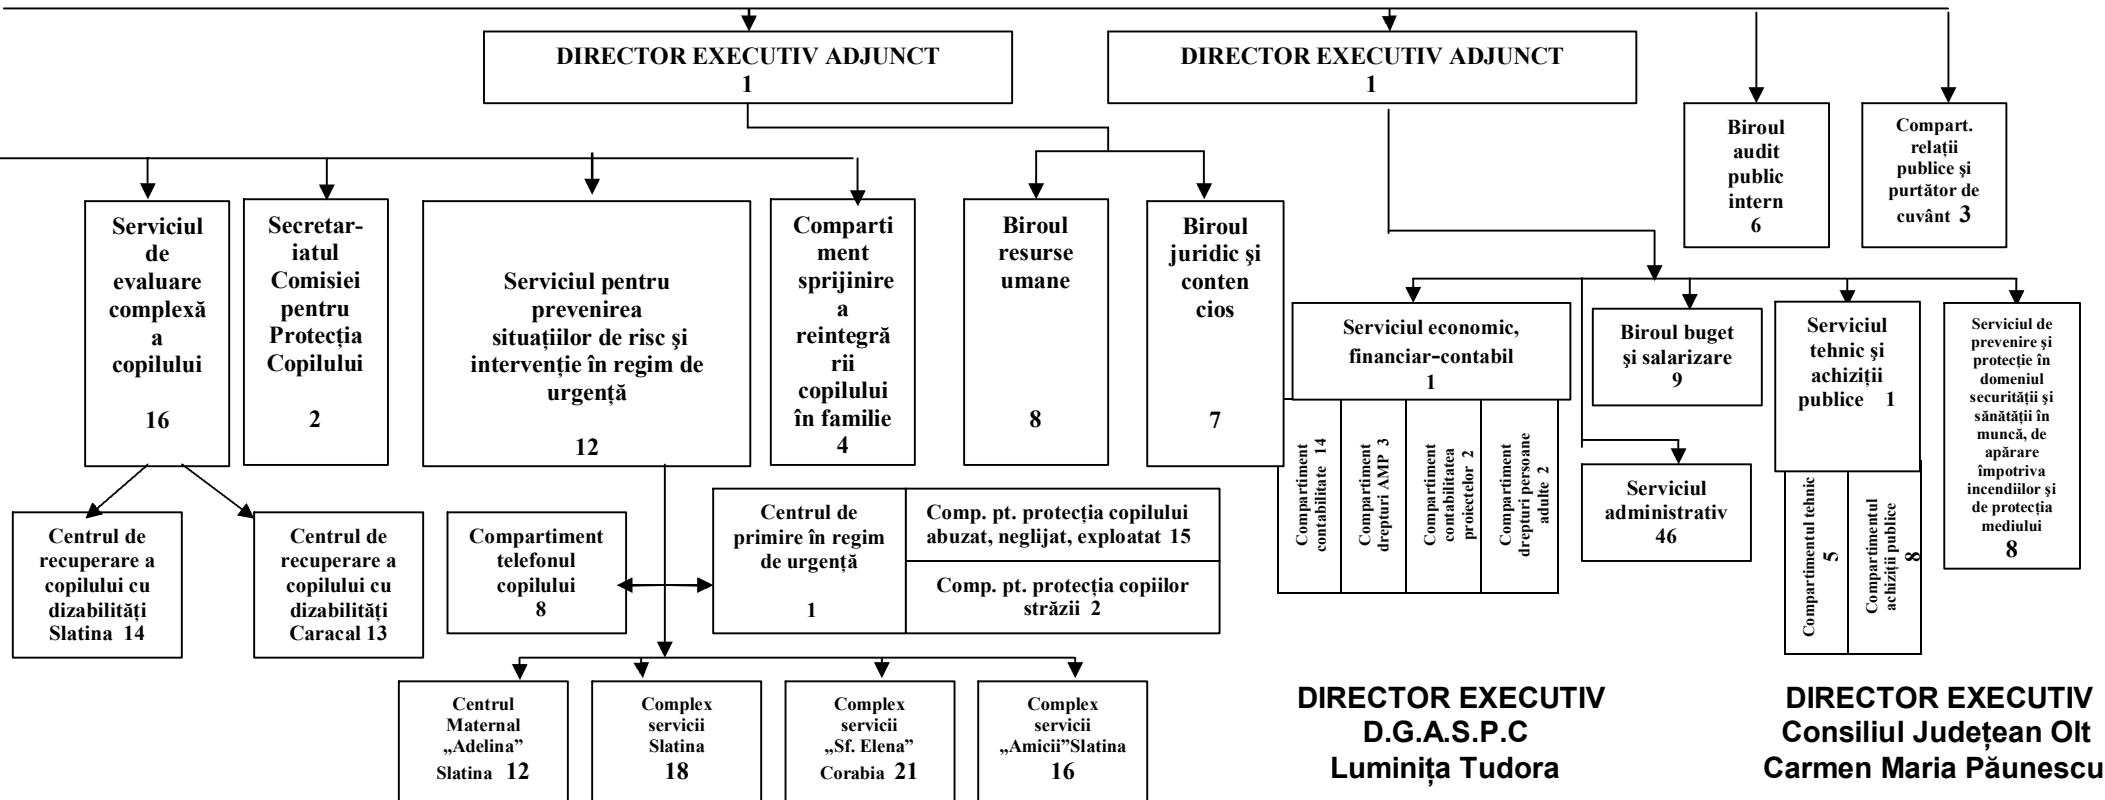 DIRECTOR EXECUTIV ADJUNCT
1
DIRECTOR EXECUTIV ADJUNCT
1
Biroul
audit
public
intern
6
Compart.
relații
publice şi
purtător de
cuvânt 3
Serviciul
de
evaluare
complexă
a
copilului
16
Secretar-
iatul
Comisiei
pentru
Protecția
Copilului
2
Serviciul pentru
prevenirea
situațiilor de risc şi
intervenție în regim de
urgență
12
Comparti
ment
sprijinire
a
reintegră
rii
copilului
în familie
4
Biroul
resurse
umane
8
Biroul
juridic şi
conten
cios
7
Serviciul economic,
financiar-contabil
1
Compartiment
contabilitate 14
Compartiment
drepturi AMP 3
Compartiment
contabilitatea
proiectelor 2
Compartiment
drepturi persoane
adulte 2
Biroul buget
şi salarizare
9
Serviciul
administrativ
46
Serviciul
tehnic şi
achiziții
publice 1
Compartimentul tehnic
5
Compartimentul
achiziții publice
8
Serviciul de
prevenire şi
protecție în
domeniul
securității şi
sănătății în
muncă, de
apărare
împotriva
incendiilor şi
de protecția
mediului
8
Centrul de
recuperare a
copilului cu
dizabilități
Slatina 14
Centrul de
recuperare a
copilului cu
dizabilități
Caracal 13
Compartiment
telefonul
copilului
8
Centrul de
primire în regim
de urgență
1
Comp. pt. protecția copilului
abuzat, neglijat, exploatat 15
Comp. pt. protecția copiilor
străzii 2
Centrul
Maternal
„Adelina”
Slatina 12
Complex
servicii
Slatina
18
Complex
servicii
„Sf. Elena”
Corabia 21
Complex
servicii
„Amicii”Slatina
16
DIRECTOR EXECUTIV
D.G.A.S.P.C
Luminița Tudora
DIRECTOR EXECUTIV
Consiliul Județean Olt
Carmen Maria Păunescu